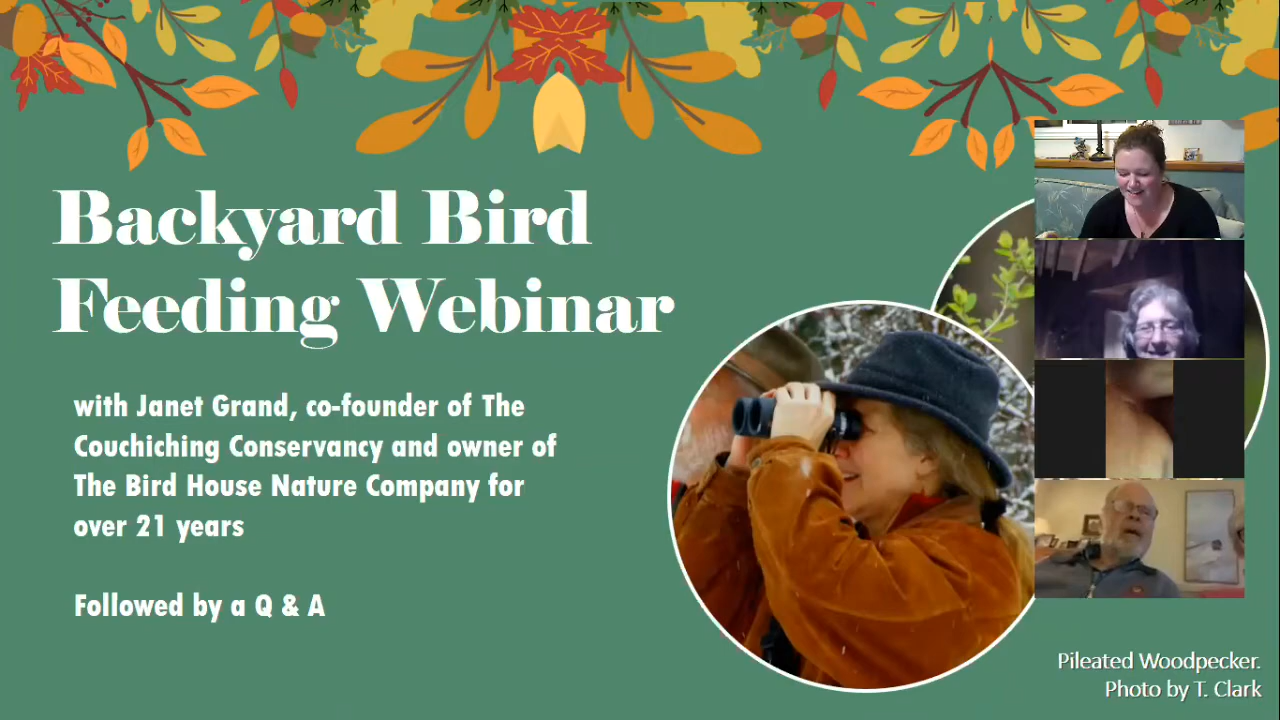 Backyard Bird
Feeding Webinar
with Janet Grand, co-founder of The
Couchiching Conservancy and owner of
The Bird House Nature Company for
over 21 years
Followed by a Q & A
Pileated Woodpecker.
Photo by T. Clark